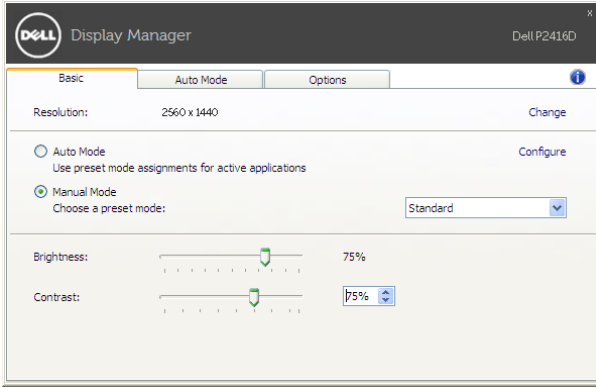 DELL Display Manager
Dell P2416D
x
Basic
Auto Mode
Options
i
Resolution:
2560 x 1440
Change
Auto Mode
Configure
Use preset mode assignments for active applications
Manual Mode
Choose a preset mode:
Standard
Brightness:
75%
Contrast:
75%